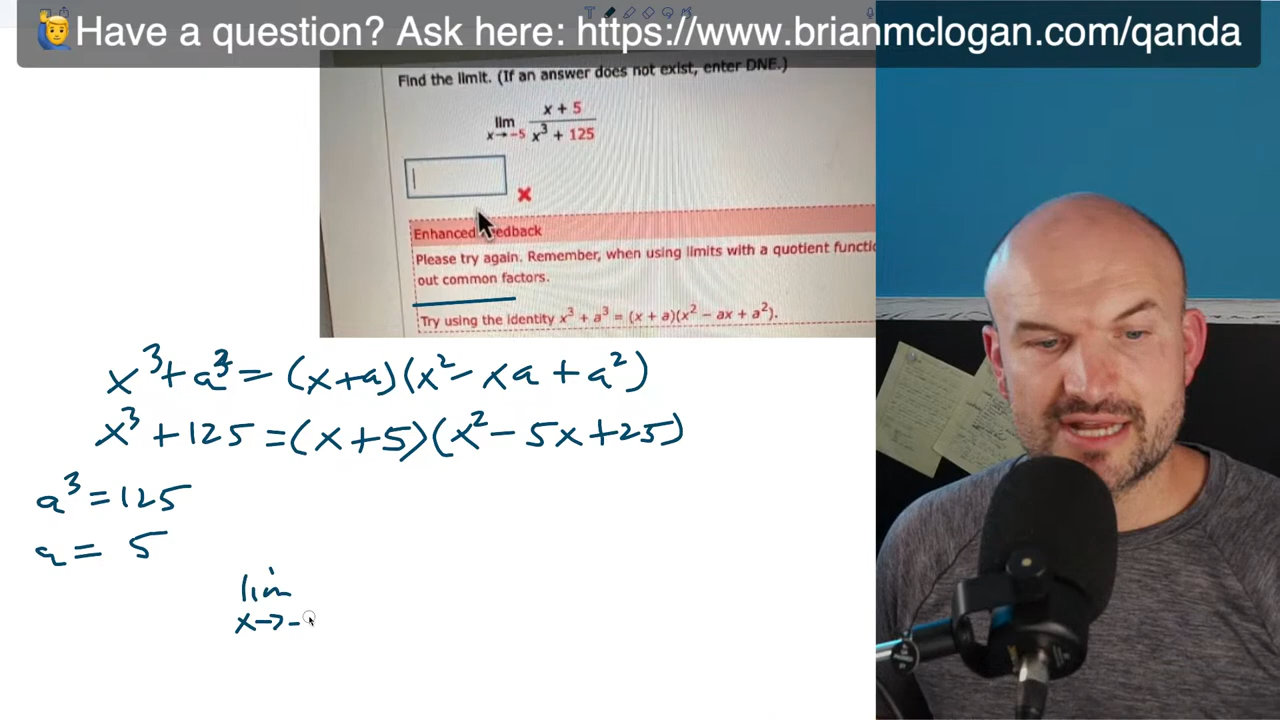 🙋‍♂️Have a question? Ask here: https://www.brianmclogan.com/qanda
Find the limit. (If an answer does not exist, enter DNE.)
lim x→-5 x + 5 / x³ + 125
Enhanced edback
Please try again. Remember, when using limits with a quotient functi
out common factors.
Try using the identity x³ + a³ = (x + a)(x² − ax + a²).
x³+a³=(x+a)(x²-xa+a²)
x³+125=(x+5)(x²-5x+25)
a³=125
a= 5
lim
x→-